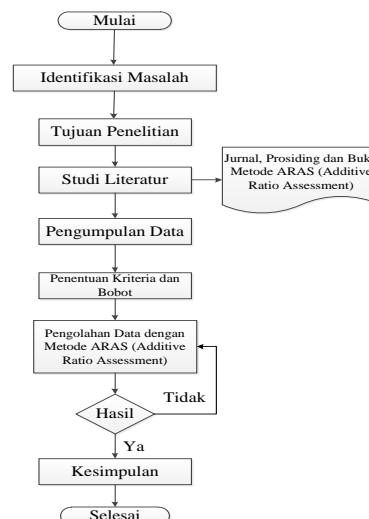 Mulai
Identifikasi Masalah
Tujuan Penelitian
Studi Literatur
Jurnal, Prosiding dan Buk
Metode ARAS (Additive
Ratio Assessment)
Pengumpulan Data
Penentuan Kriteria dan
Bobot
Pengolahan Data dengan
Metode ARAS (Additive
Ratio Assessment)
Tidak
Hasil
Ya
Kesimpulan
Selesai